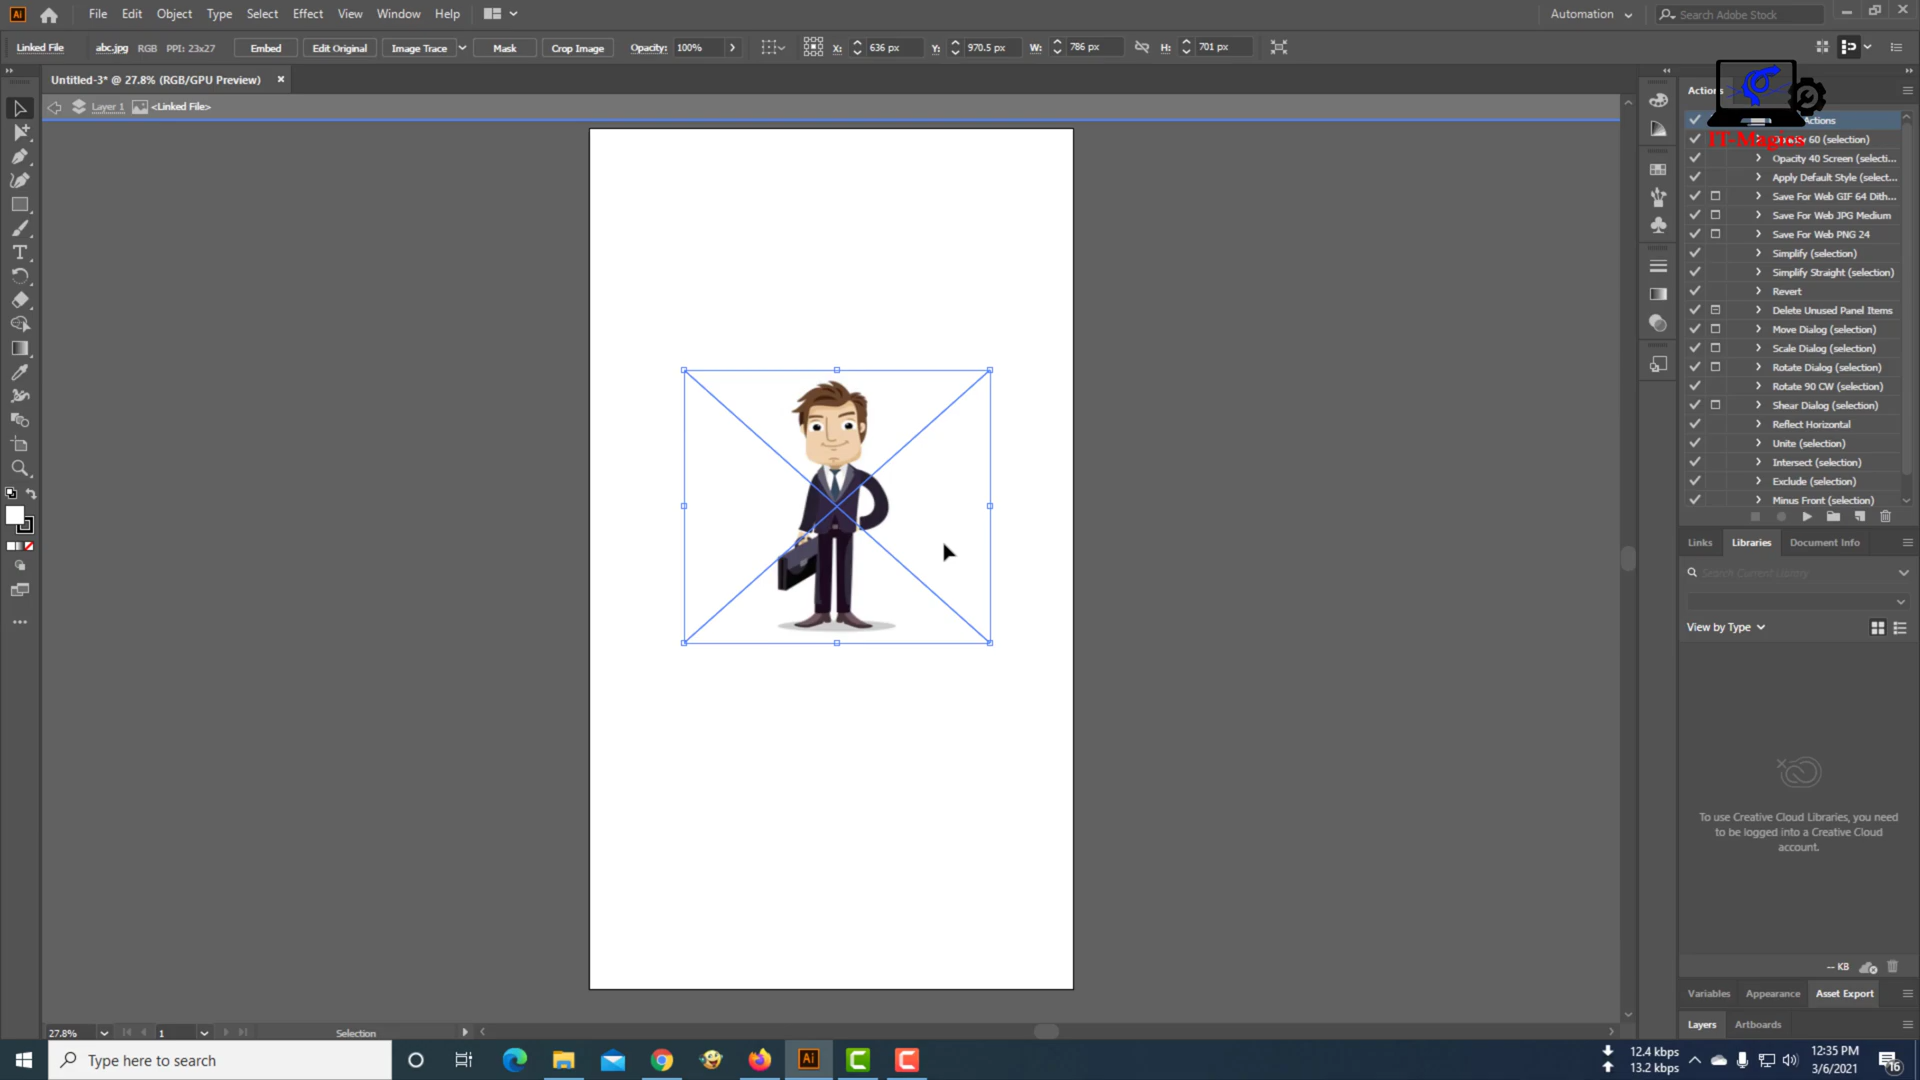 File Edit Object Type Select Effect View Window Help Automation Search Adobe Stock
Linked File abc.jpg RGB PPI: 23x27 Embed Edit Original Image Trace Mask Crop Image Opacity: 100% X: 636 px Y: 970.5 px W: 786 px H: 701 px
Untitled-3* @ 27.8% (RGB/GPU Preview)
Layer 1 <Linked File>
Actions
Actions
IT-Magics
60 (selection)
Opacity 40 Screen (selecti...
Apply Default Style (select...
Save For Web GIF 64 Dith...
Save For Web JPG Medium
Save For Web PNG 24
Simplify (selection)
Simplify Straight (selection)
Revert
Delete Unused Panel Items
Move Dialog (selection)
Scale Dialog (selection)
Rotate Dialog (selection)
Rotate 90 CW (selection)
Shear Dialog (selection)
Reflect Horizontal
Unite (selection)
Intersect (selection)
Exclude (selection)
Minus Front (selection)
Links Libraries Document Info
Search Current Library
View by Type
To use Creative Cloud Libraries, you need
to be logged into a Creative Cloud
account.
-- KB
Variables Appearance Asset Export
Layers Artboards
27.8% 1 Selection
Type here to search
12.4 kbps
13.2 kbps
12:35 PM
3/6/2021
16
Ai
Ai